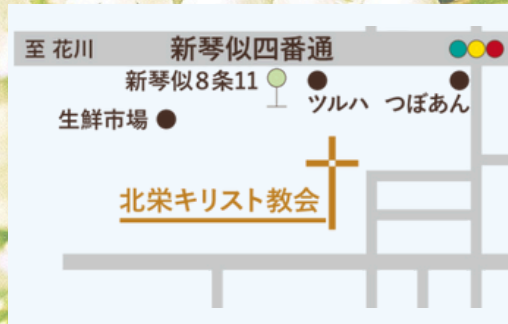 至 花川 新琴似四番通
新琴似8条11
ツルハ つぼあん
生鮮市場
北栄キリスト教会